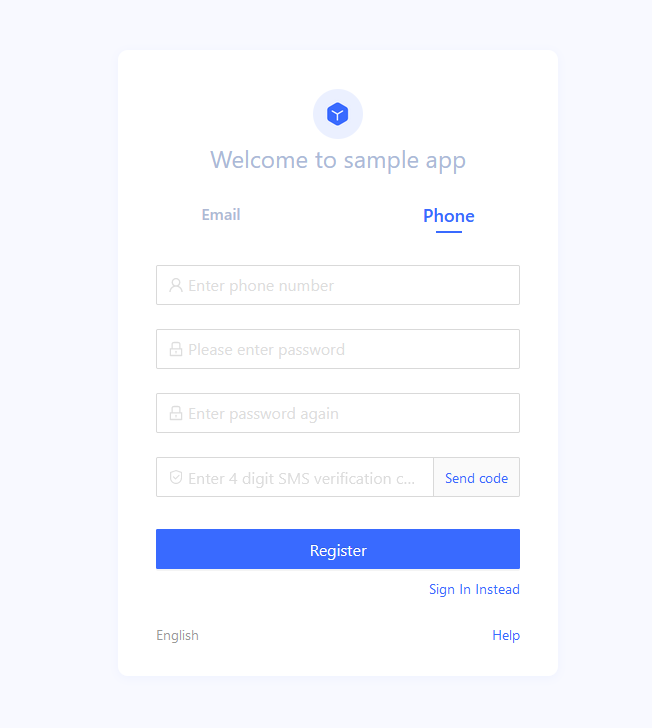 Welcome to sample app
Email
Phone
Enter phone number
Please enter password
Enter password again
Enter 4 digit SMS verification c...
Send code
Register
Sign In Instead
English
Help